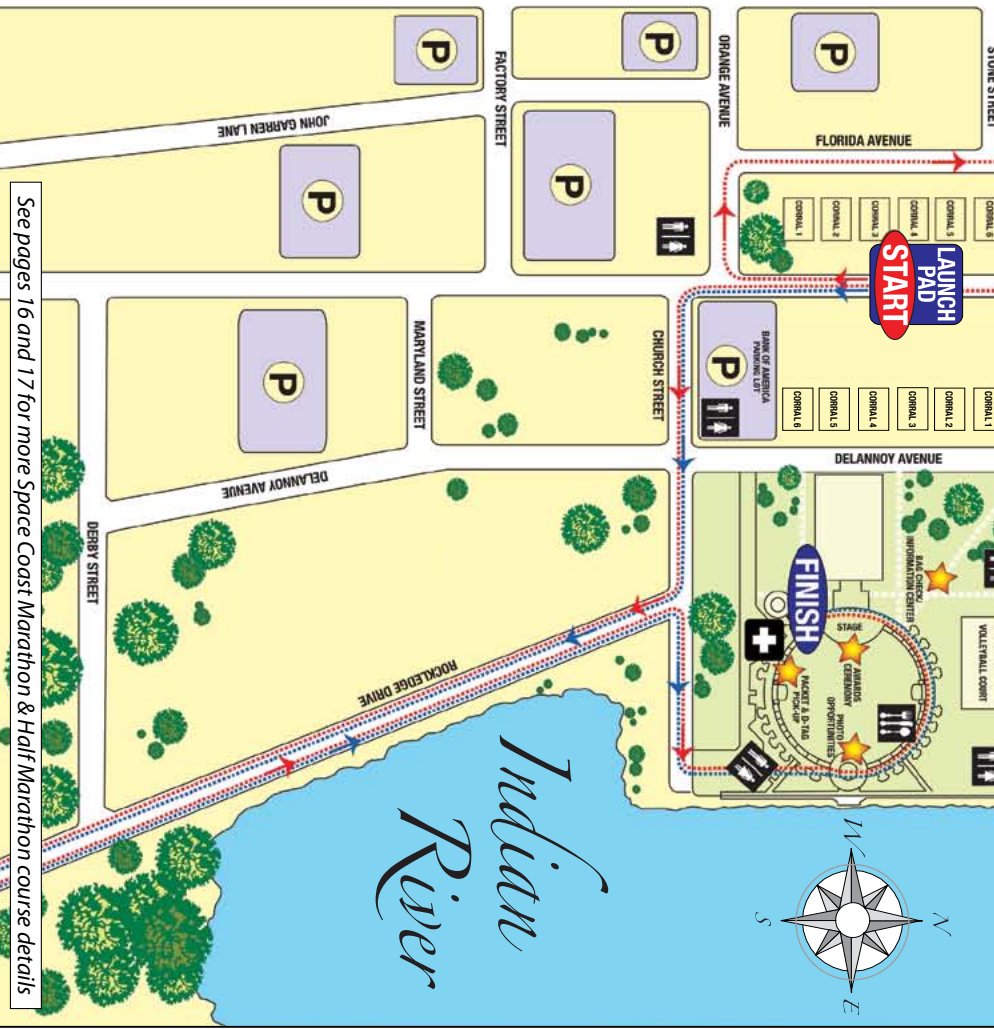 P
P
P
STONE STREET
ORANGE AVENUE
FACTORY STREET
FLORIDA AVENUE
JOHN GARREN LANE
P
P
CORRAL 1
CORRAL 2
CORRAL 3
CORRAL 4
CORRAL 5
CORRAL 6
LAUNCH
PAD
START
MARYLAND STREET
CHURCH STREET
P
P
BANK OF AMERICA
PARKING LOT
CORRAL 6
CORRAL 5
CORRAL 4
CORRAL 3
CORRAL 2
CORRAL 1
DELANNOY AVENUE
DELANNOY AVENUE
DERBY STREET
FINISH
BAG CHECK/
INFORMATION CENTER
VOLLEYBALL COURT
STAGE
AWARDS
CEREMONY
PACKET & D-TAG
PICK-UP
PHOTO
OPPORTUNITIES
ROCKLEDGE DRIVE
Indian
River
N
W
E
S
See pages 16 and 17 for more Space Coast Marathon & Half Marathon course details